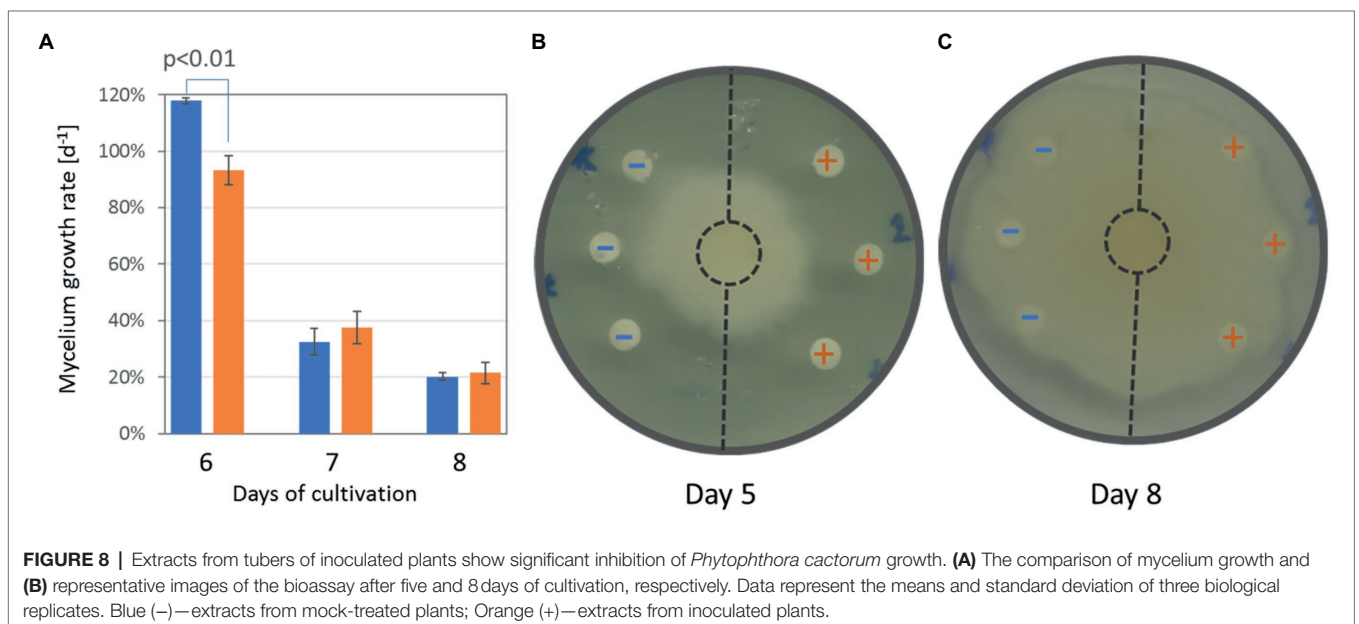 A
B
C
p<0.01
120%
100%
80%
60%
40%
20%
0%
Mycelium growth rate [d⁻¹]
6 7 8
Days of cultivation
−
−
−
+
+
+
2
Day 5
−
−
−
+
+
+
Day 8
FIGURE 8 | Extracts from tubers of inoculated plants show significant inhibition of Phytophthora cactorum growth. (A) The comparison of mycelium growth and
(B) representative images of the bioassay after five and 8 days of cultivation, respectively. Data represent the means and standard deviation of three biological
replicates. Blue (−)—extracts from mock-treated plants; Orange (+)—extracts from inoculated plants.